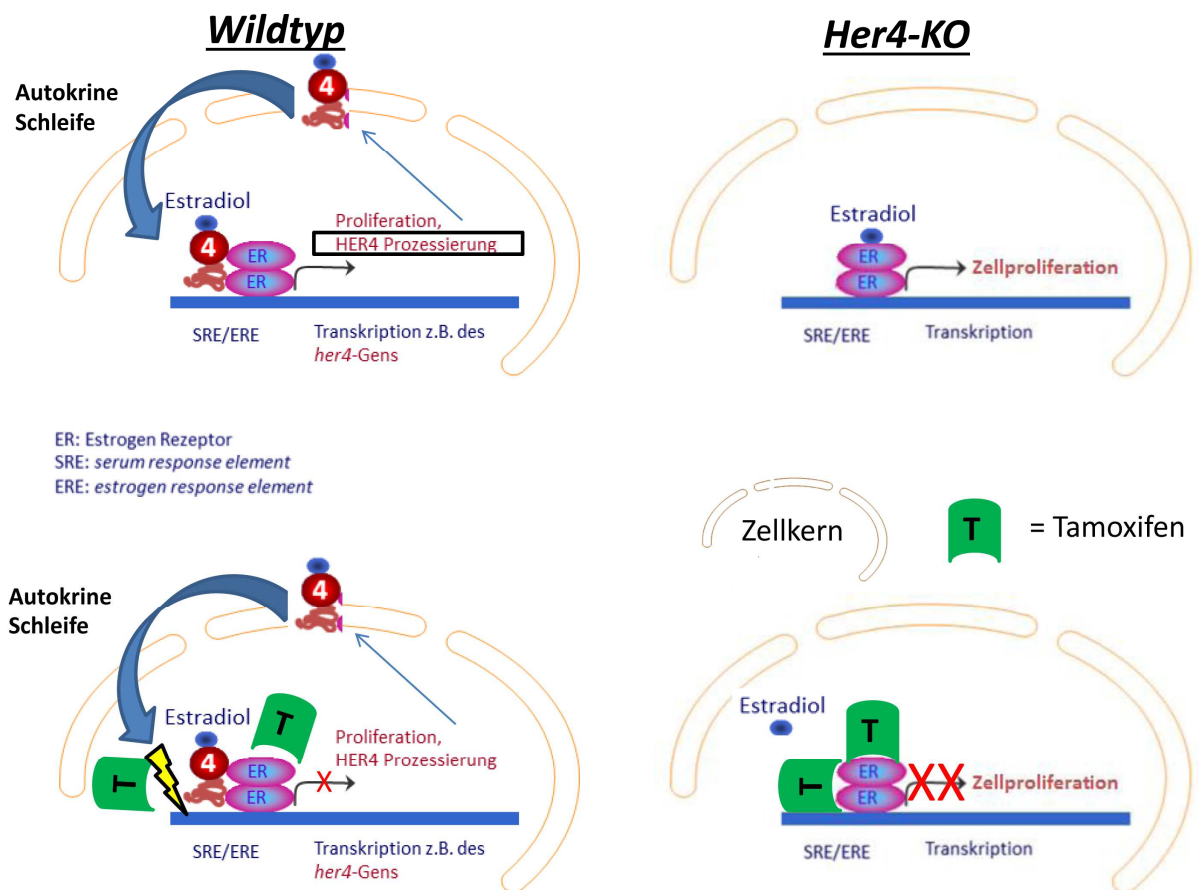 Wildtyp
Her4-KO
Autokrine
Schleife
4
Estradiol
4
ER
ER
Proliferation,
HER4 Prozessierung
SRE/ERE
Transkription z.B. des
her4-Gens
Estradiol
ER
ER
Zellproliferation
SRE/ERE
Transkription
ER: Estrogen Rezeptor
SRE: serum response element
ERE: estrogen response element
Zellkern
T
= Tamoxifen
Autokrine
Schleife
4
Estradiol
T
T
4
ER
ER
X
Proliferation,
HER4 Prozessierung
SRE/ERE
Transkription z.B. des
her4-Gens
Estradiol
T
T
ER
ER
XX
Zellproliferation
SRE/ERE
Transkription